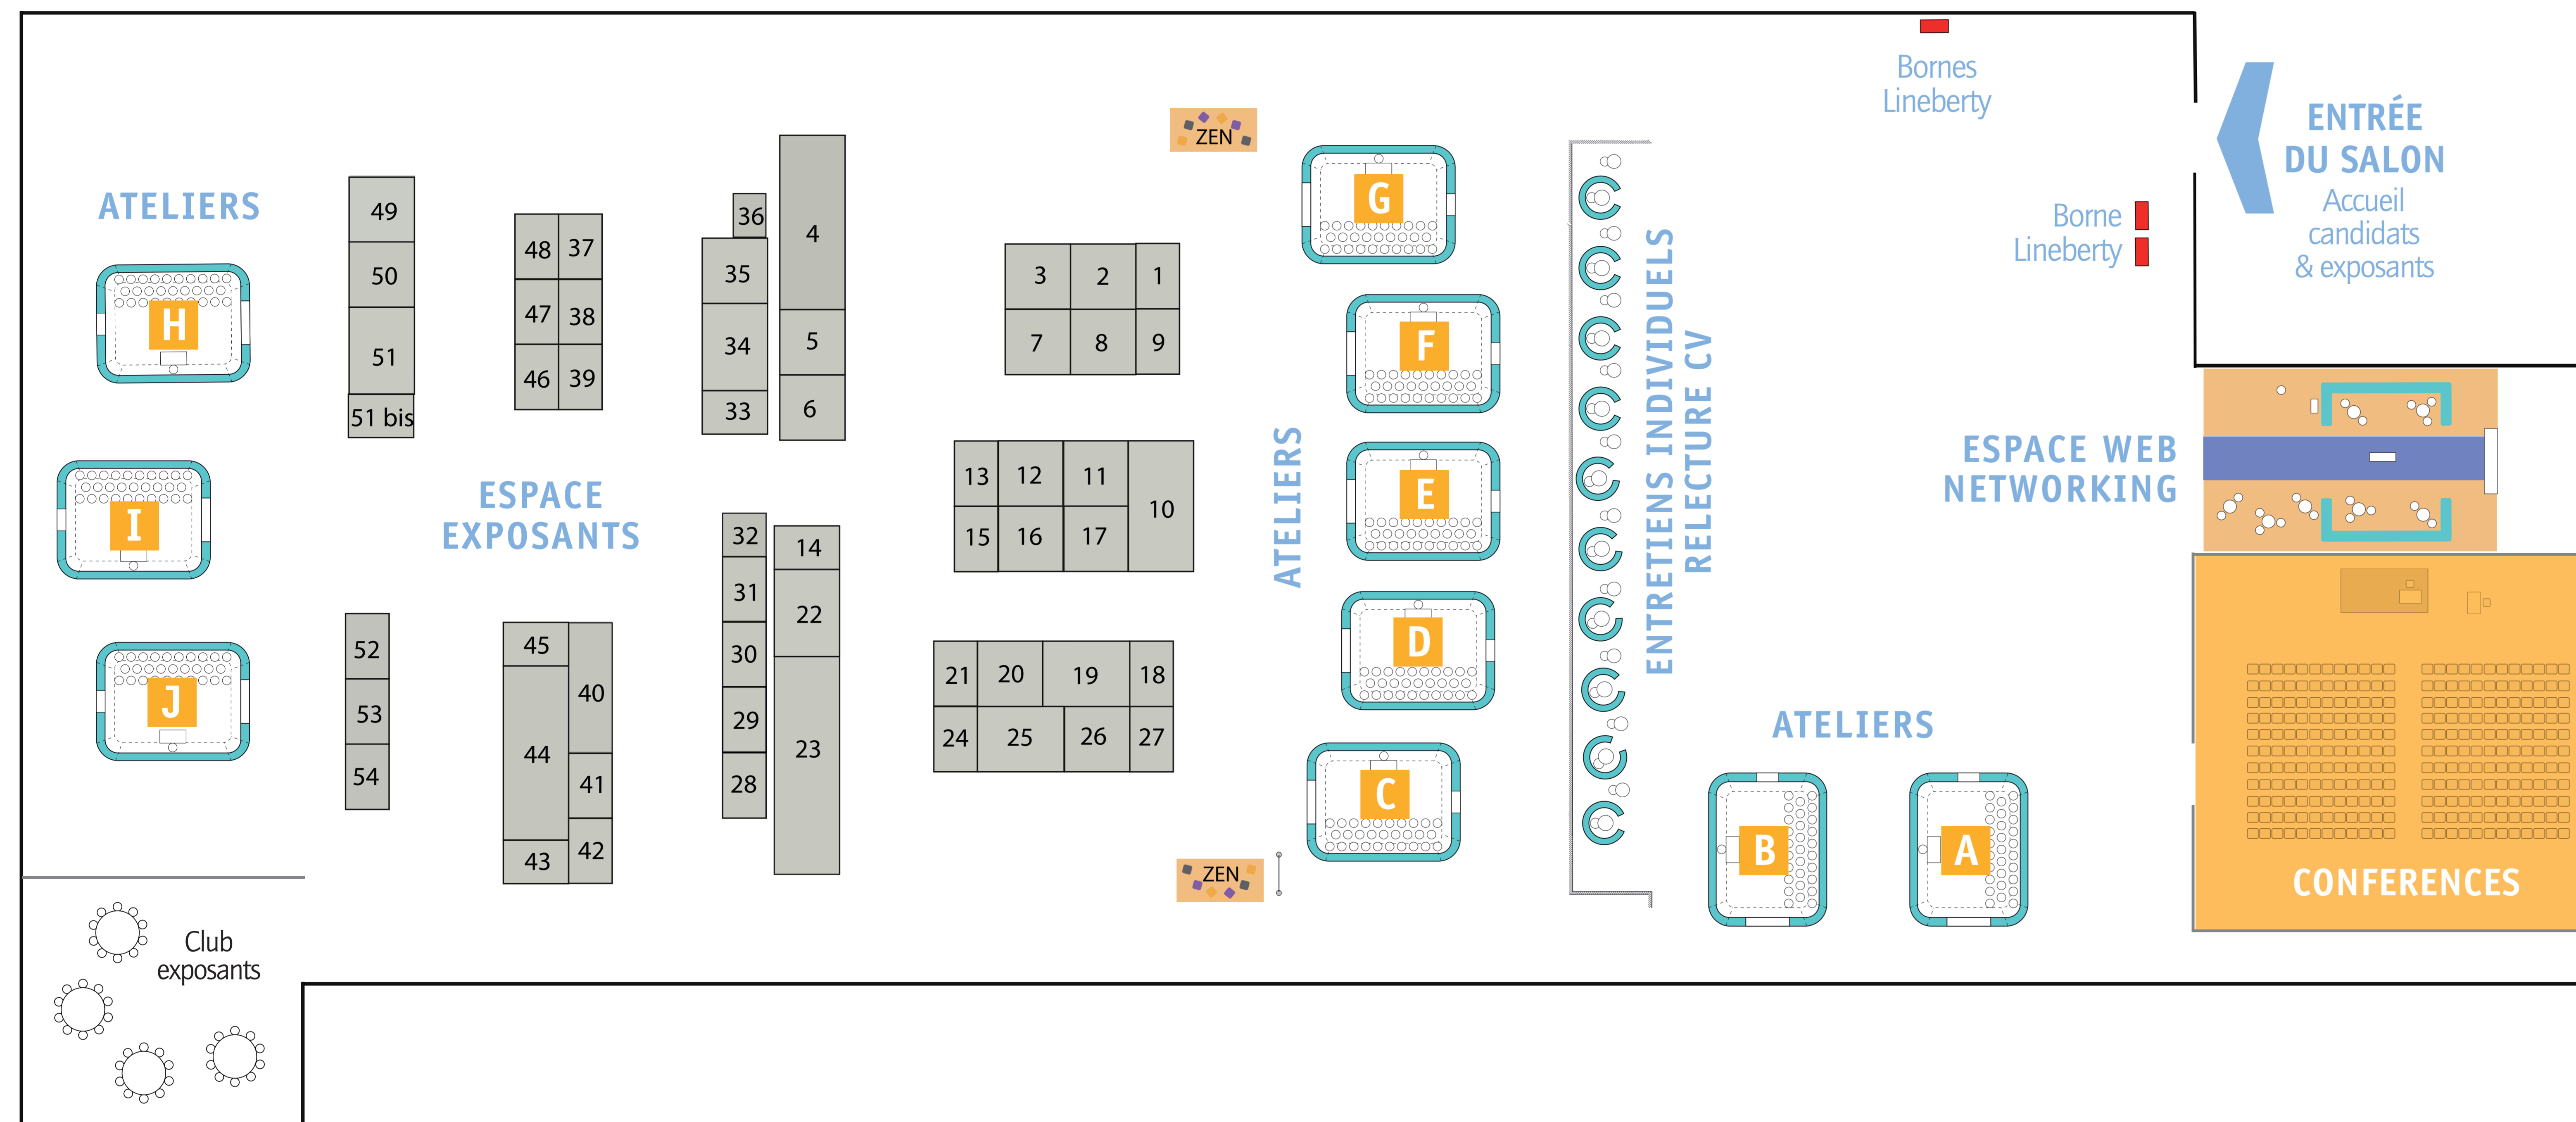 Bornes
Lineberty
ENTRÉE
DU SALON
Accueil
candidats
& exposants
Borne
Lineberty
ZEN
ATELIERS
H
I
J
49
50
51
51 bis
48 37
47 38
46 39
36
35
34
33
4
5
6
3 2 1
7 8 9
ESPACE
EXPOSANTS
13 12 11
10
15 16 17
32
31
30
29
28
14
22
23
52
53
54
45
40
44
41
43
42
21 20 19 18
24 25 26 27
ATELIERS
G
F
E
D
C
ZEN
ENTRETIENS INDIVIDUELS
RELECTURE CV
ESPACE WEB
NETWORKING
ATELIERS
B
A
CONFERENCES
Club
exposants